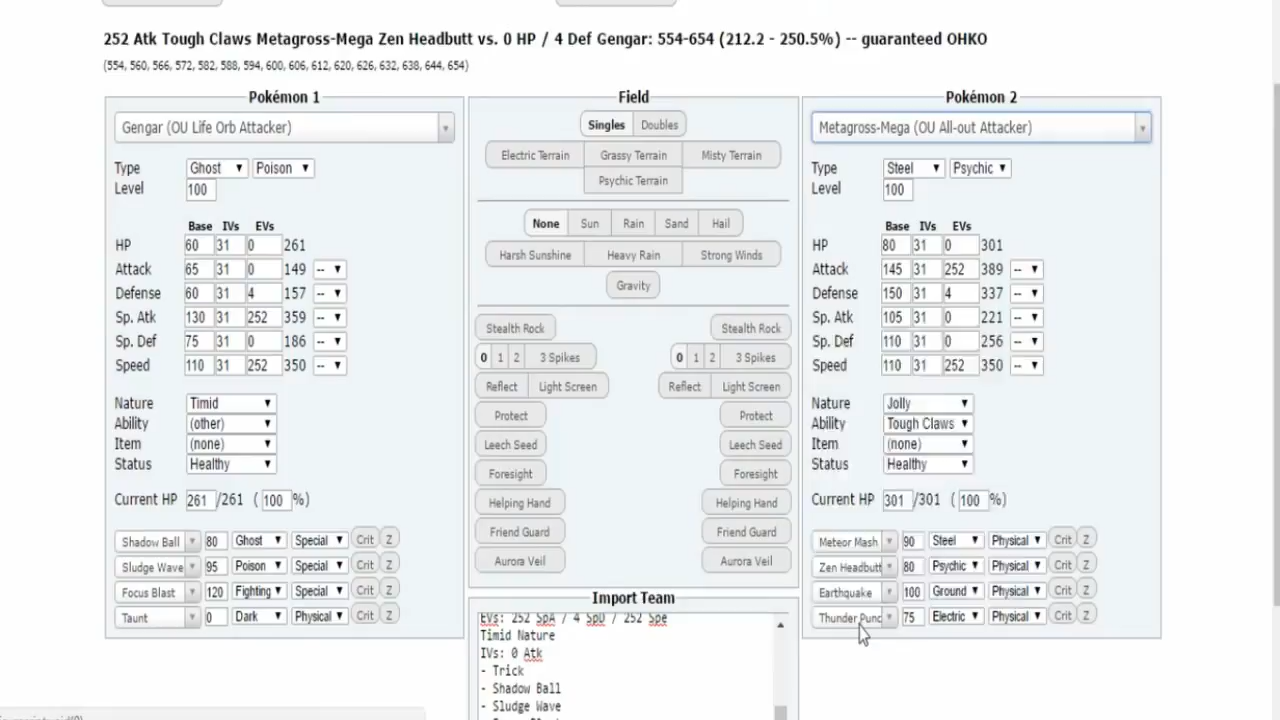 252 Atk Tough Claws Metagross-Mega Zen Headbutt vs. 0 HP / 4 Def Gengar: 554-654 (212.2 - 250.5%) -- guaranteed OHKO
(554, 560, 566, 572, 582, 588, 594, 600, 606, 612, 620, 626, 632, 638, 644, 654)
Pokémon 1
Gengar (OU Life Orb Attacker)
Type Ghost Poison
Level 100
Base IVs EVs
HP 60 31 0 261
Attack 65 31 0 149 --
Defense 60 31 4 157 --
Sp. Atk 130 31 252 359 --
Sp. Def 75 31 0 186 --
Speed 110 31 252 350 --
Nature Timid
Ability (other)
Item (none)
Status Healthy
Current HP 261 /261 ( 100 %)
Shadow Ball 80 Ghost Special Crit Z
Sludge Wave 95 Poison Special Crit Z
Focus Blast 120 Fighting Special Crit Z
Taunt 0 Dark Physical Crit Z
Field
Singles Doubles
Electric Terrain Grassy Terrain Misty Terrain
Psychic Terrain
None Sun Rain Sand Hail
Harsh Sunshine Heavy Rain Strong Winds
Gravity
Stealth Rock Stealth Rock
0 1 2 3 Spikes 0 1 2 3 Spikes
Reflect Light Screen Reflect Light Screen
Protect Protect
Leech Seed Leech Seed
Foresight Foresight
Helping Hand Helping Hand
Friend Guard Friend Guard
Aurora Veil Aurora Veil
Import Team
EVs: 252 SpA / 4 SpD / 252 Spe
Timid Nature
IVs: 0 Atk
- Trick
- Shadow Ball
- Sludge Wave
Pokémon 2
Metagross-Mega (OU All-out Attacker)
Type Steel Psychic
Level 100
Base IVs EVs
HP 80 31 0 301
Attack 145 31 252 389 --
Defense 150 31 4 337 --
Sp. Atk 105 31 0 221 --
Sp. Def 110 31 0 256 --
Speed 110 31 252 350 --
Nature Jolly
Ability Tough Claws
Item (none)
Status Healthy
Current HP 301 /301 ( 100 %)
Meteor Mash 90 Steel Physical Crit Z
Zen Headbutt 80 Psychic Physical Crit Z
Earthquake 100 Ground Physical Crit Z
Thunder Punc 75 Electric Physical Crit Z